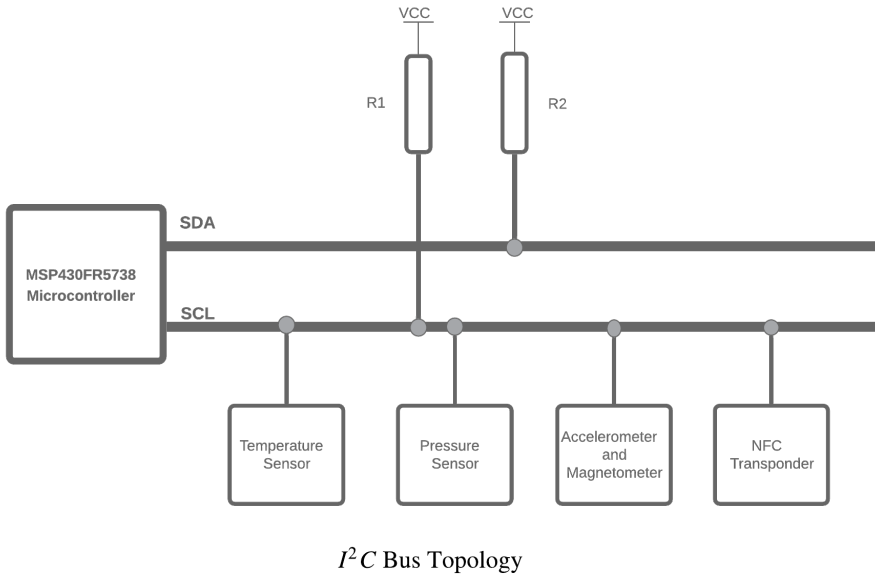 VCC
VCC
R1
R2
SDA
MSP430FR5738
Microcontroller
SCL
Temperature
Sensor
Pressure
Sensor
Accelerometer
and
Magnetometer
NFC
Transponder
I²C Bus Topology